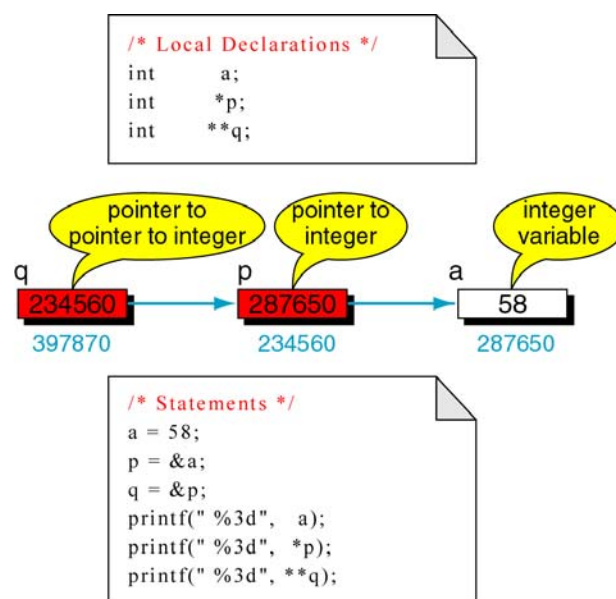 /* Local Declarations */
int a;
int *p;
int **q;
pointer to
pointer to integer
pointer to
integer
integer
variable
q
p
a
234560
287650
58
397870
234560
287650
/* Statements */
a = 58;
p = &a;
q = &p;
printf(" %3d", a);
printf(" %3d", *p);
printf(" %3d", **q);